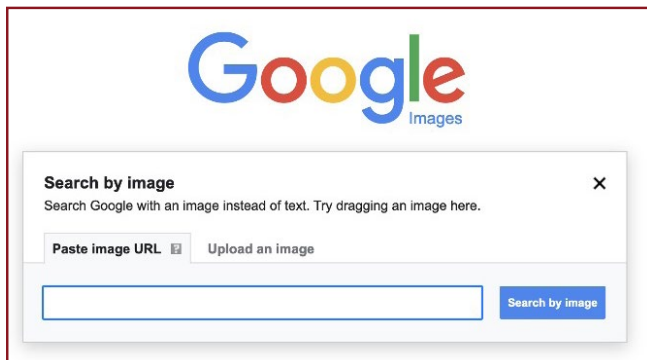 Google
Images
Search by image
Search Google with an image instead of text. Try dragging an image here.
Paste image URL ? Upload an image
Search by image